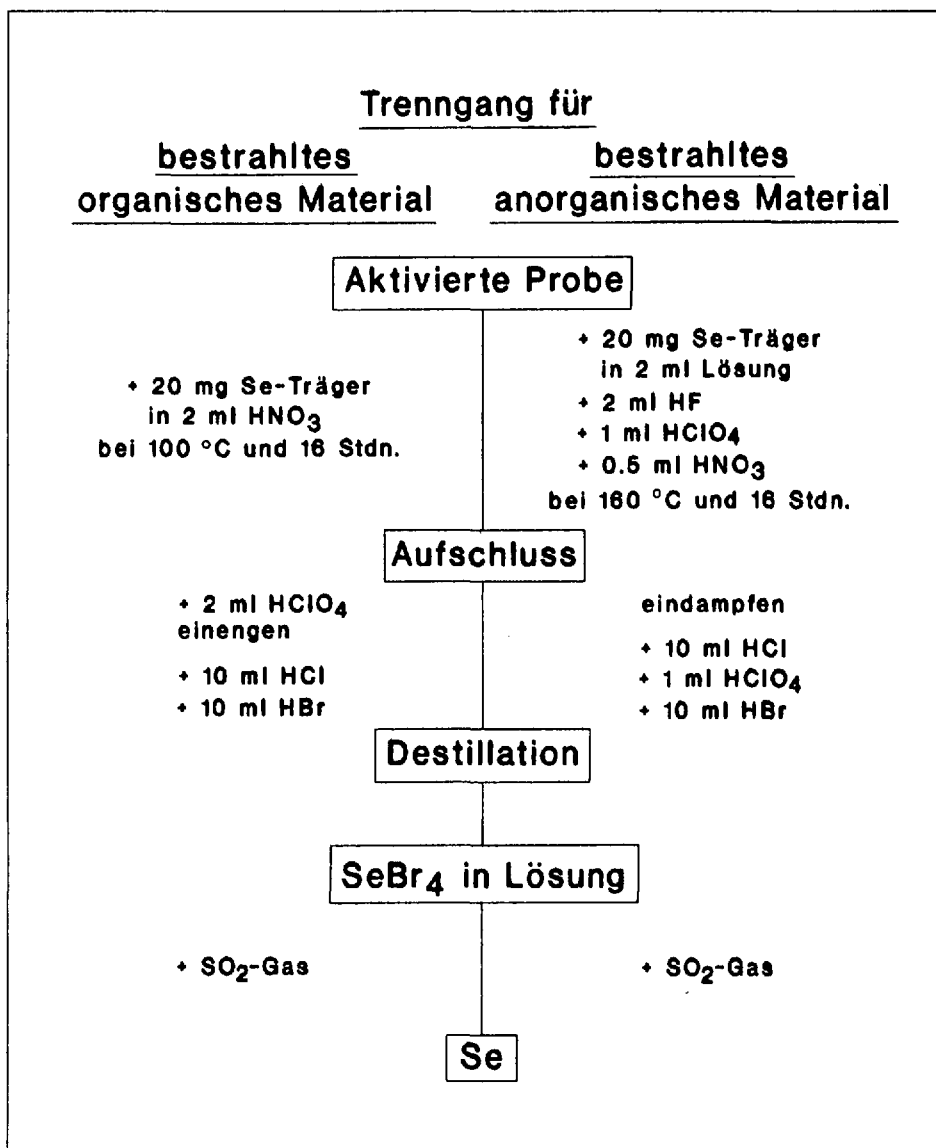 Trenngang für
bestrahltes
organisches Material
bestrahltes
anorganisches Material
Aktivierte Probe
+ 20 mg Se-Träger
in 2 ml HNO3
bei 100 °C und 16 Stdn.
+ 20 mg Se-Träger
in 2 ml Lösung
+ 2 ml HF
+ 1 ml HClO4
+ 0.5 ml HNO3
bei 160 °C und 16 Stdn.
Aufschluss
+ 2 ml HClO4
einengen
+ 10 ml HCl
+ 10 ml HBr
eindampfen
+ 10 ml HCl
+ 1 ml HClO4
+ 10 ml HBr
Destillation
SeBr4 in Lösung
+ SO2-Gas
+ SO2-Gas
Se